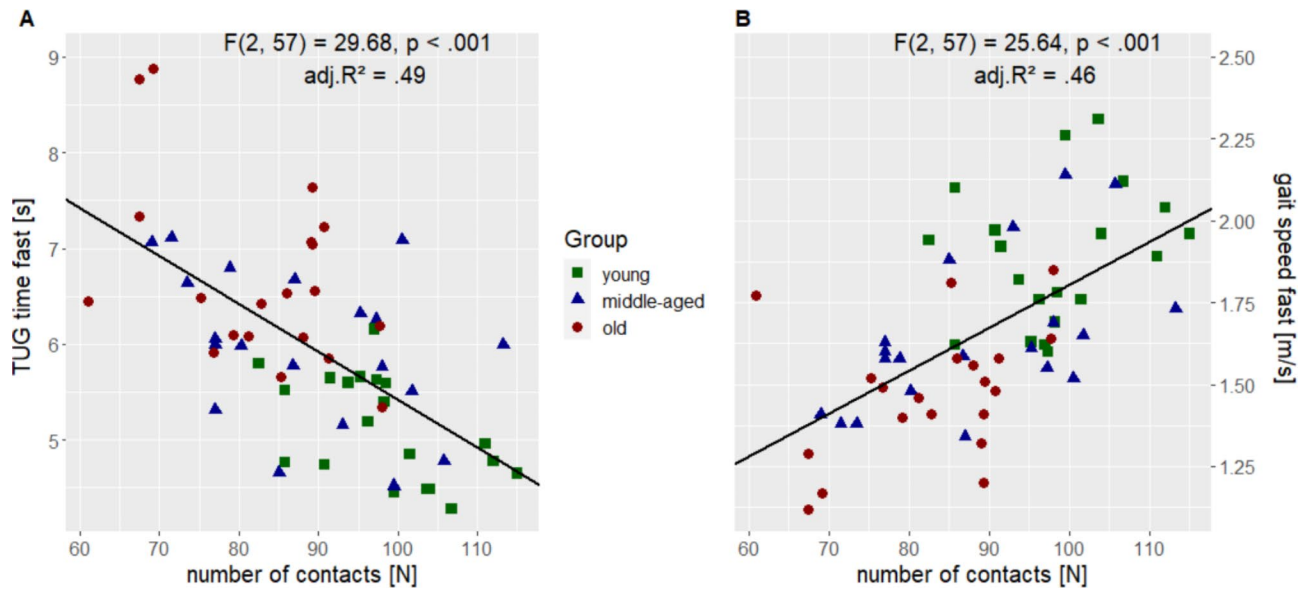 A
F(2, 57) = 29.68, p < .001
adj.R² = .49
TUG time fast [s]
9
8
7
6
5
60 70 80 90 100 110
number of contacts [N]
Group
young
middle-aged
old
B
F(2, 57) = 25.64, p < .001
adj.R² = .46
2.50
2.25
2.00
1.75
1.50
1.25
gait speed fast [m/s]
60 70 80 90 100 110
number of contacts [N]